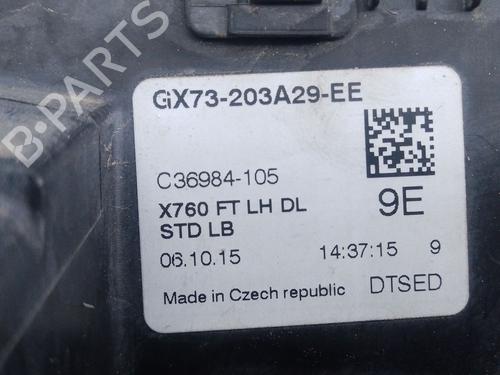 B-PARTS
GX73-203A29-EE
C36984-105
X760 FT LH DL 9E
STD LB
06.10.15 14:37:15 9
Made in Czech republic DTSED